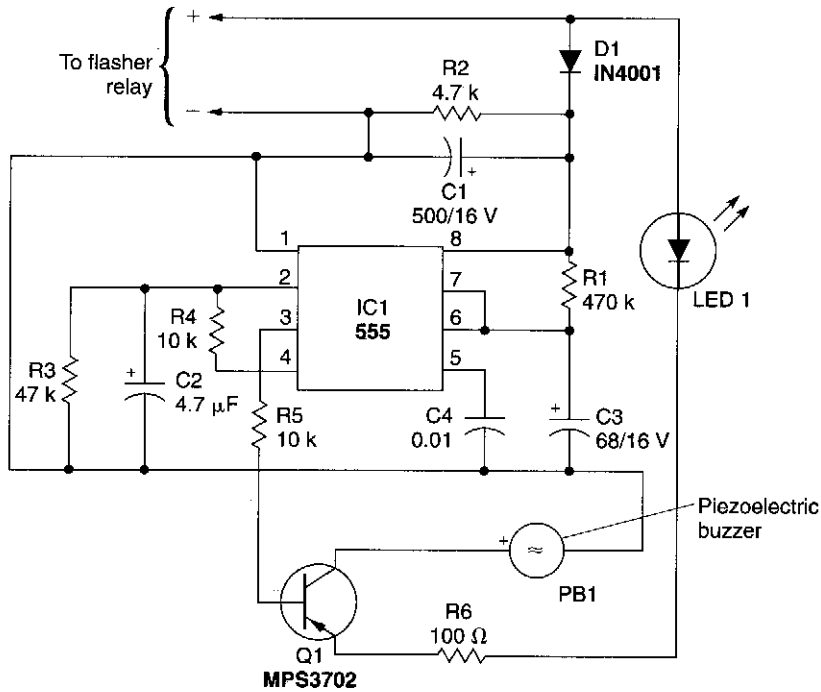 +
To flasher
relay
–
D1
IN4001
R2
4.7 k
C1
+
500/16 V
1
8
2
7
3
6
4
5
IC1
555
R1
470 k
LED 1
R4
10 k
R3
47 k
+
C2
4.7 µF
R5
10 k
C4
0.01
+
C3
68/16 V
Piezoelectric
buzzer
+
≈
PB1
R6
100 Ω
Q1
MPS3702